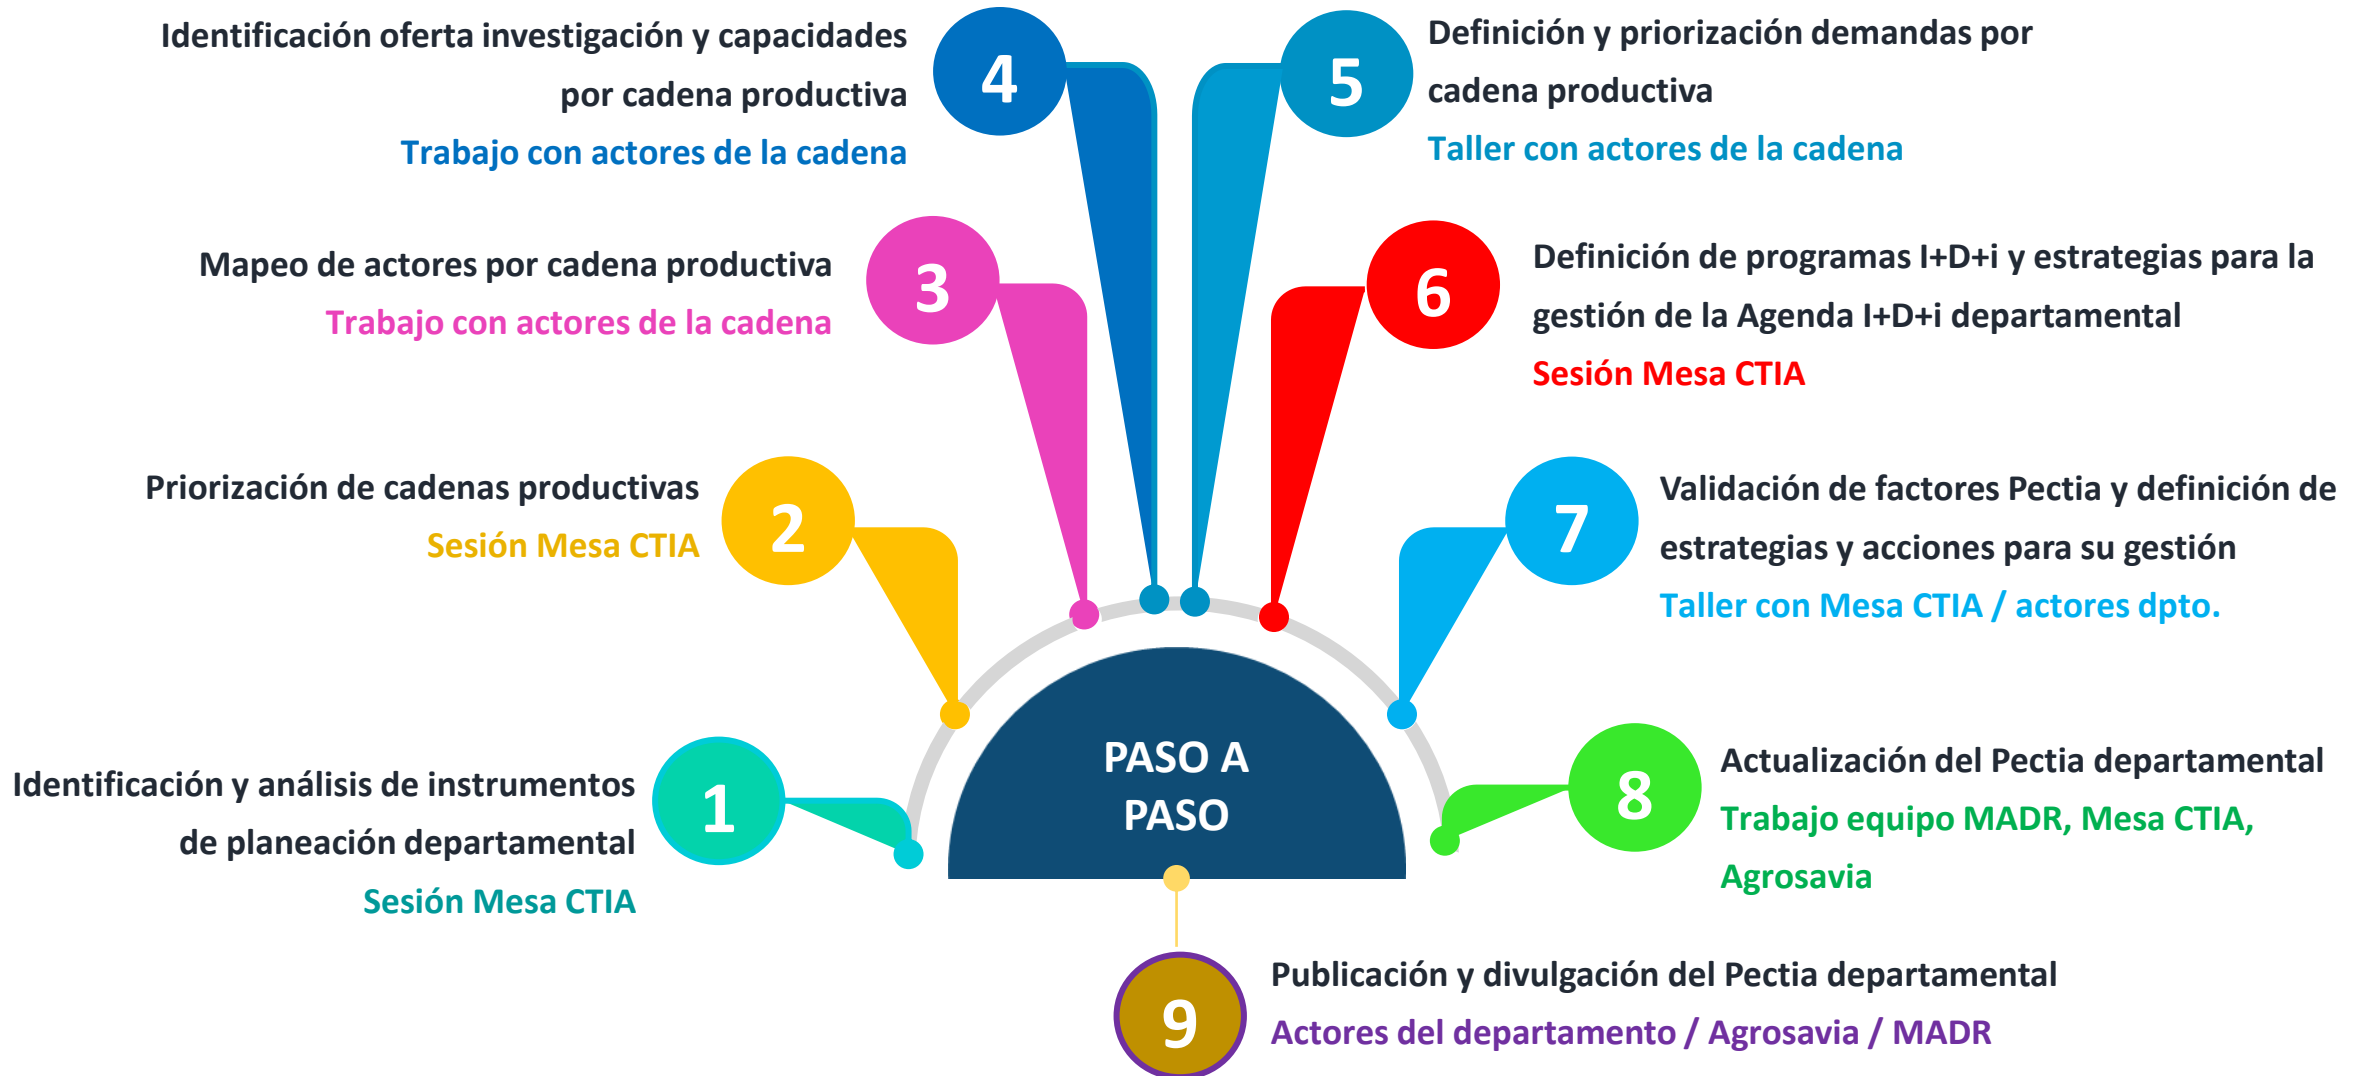 1
Identificación y análisis de instrumentos
de planeación departamental
Sesión Mesa CTIA
2
Priorización de cadenas productivas
Sesión Mesa CTIA
3
Mapeo de actores por cadena productiva
Trabajo con actores de la cadena
4
Identificación oferta investigación y capacidades
por cadena productiva
Trabajo con actores de la cadena
5
Definición y priorización demandas por
cadena productiva
Taller con actores de la cadena
6
Definición de programas I+D+i y estrategias para la
gestión de la Agenda I+D+i departamental
Sesión Mesa CTIA
7
Validación de factores Pectia y definición de
estrategias y acciones para su gestión
Taller con Mesa CTIA / actores dpto.
8
Actualización del Pectia departamental
Trabajo equipo MADR, Mesa CTIA,
Agrosavia
PASO A
PASO
9
Publicación y divulgación del Pectia departamental
Actores del departamento / Agrosavia / MADR